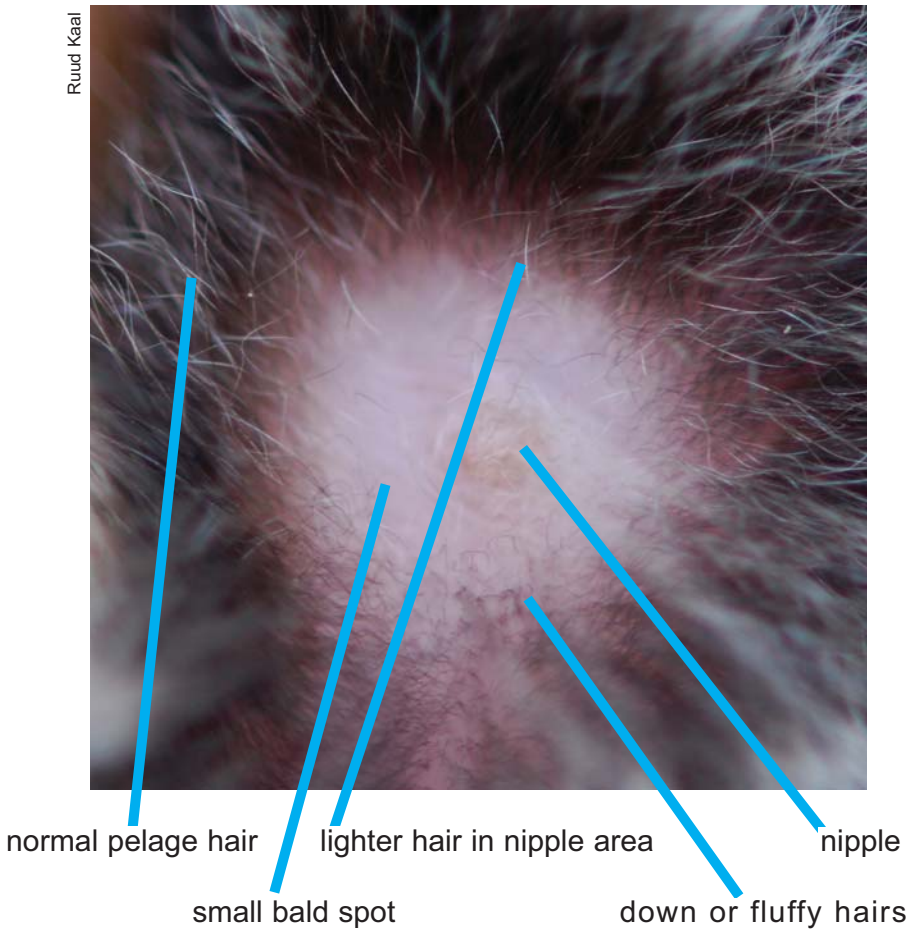 Ruud Kaal
normal pelage hair
lighter hair in nipple area
nipple
small bald spot
down or fluffy hairs